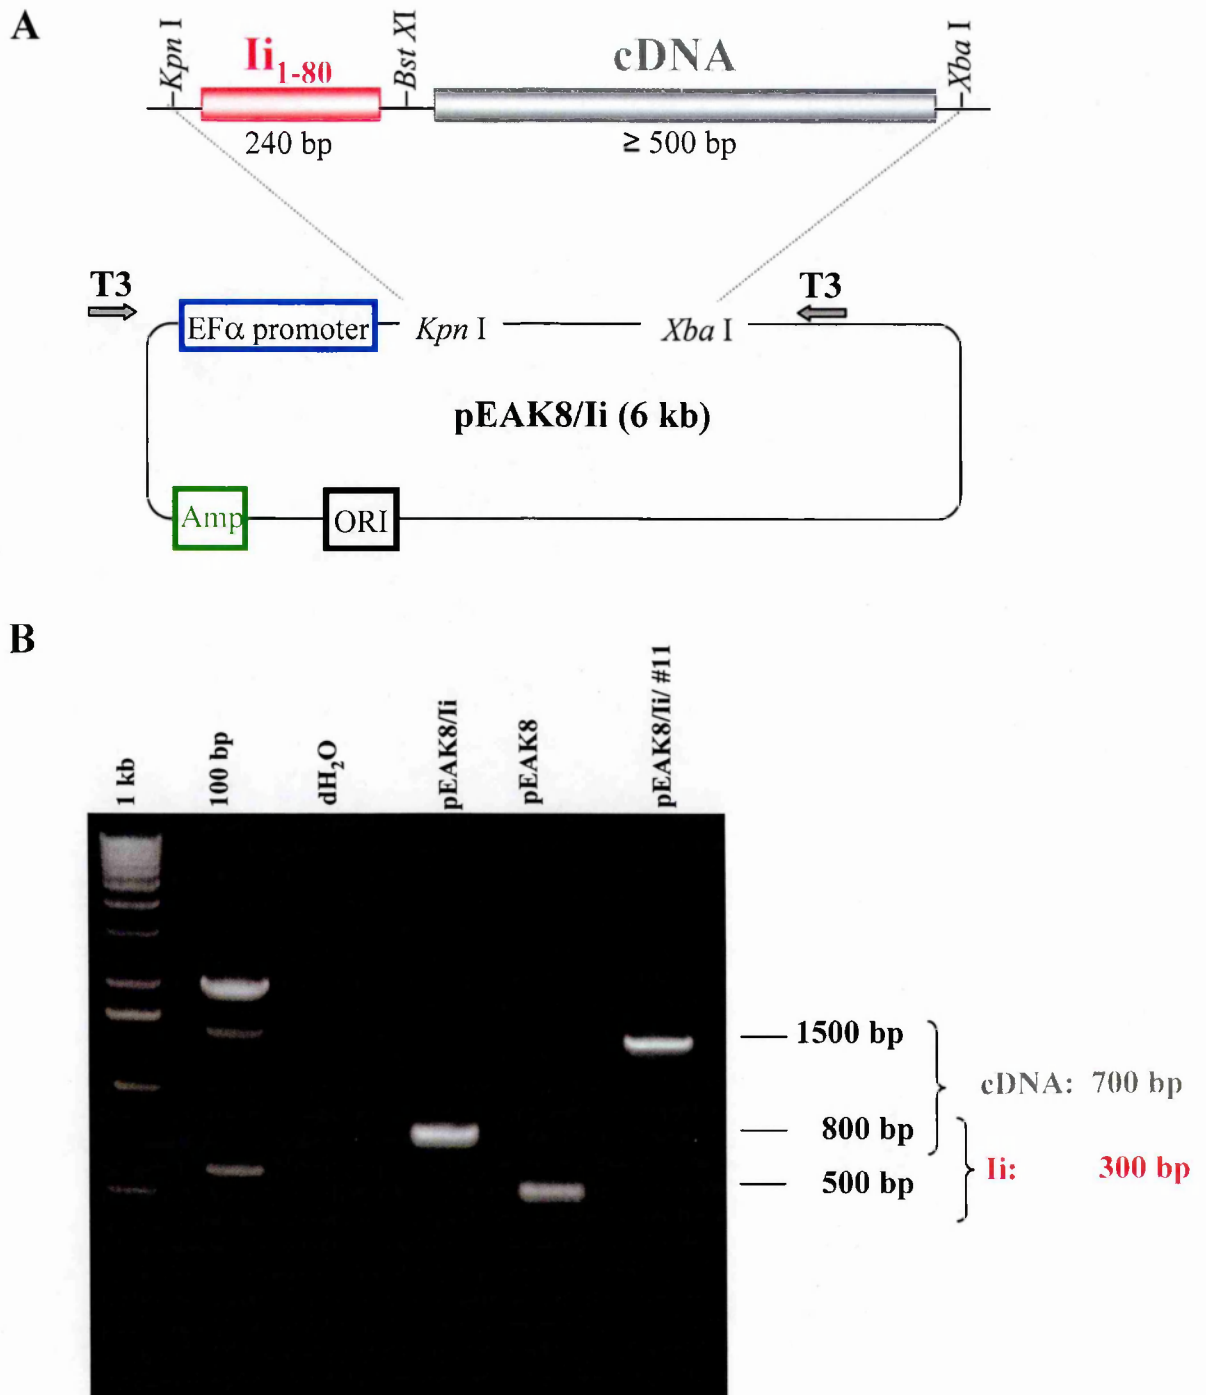 A
Kpn I
Ii1-80
Bst XI
cDNA
Xba I
240 bp
≥ 500 bp
T3
T3
EFα promoter
Kpn I
Xba I
pEAK8/Ii (6 kb)
Amp
ORI
B
1 kb
100 bp
dH2O
pEAK8/Ii
pEAK8
pEAK8/Ii/ #11
1500 bp
cDNA: 700 bp
800 bp
Ii: 300 bp
500 bp